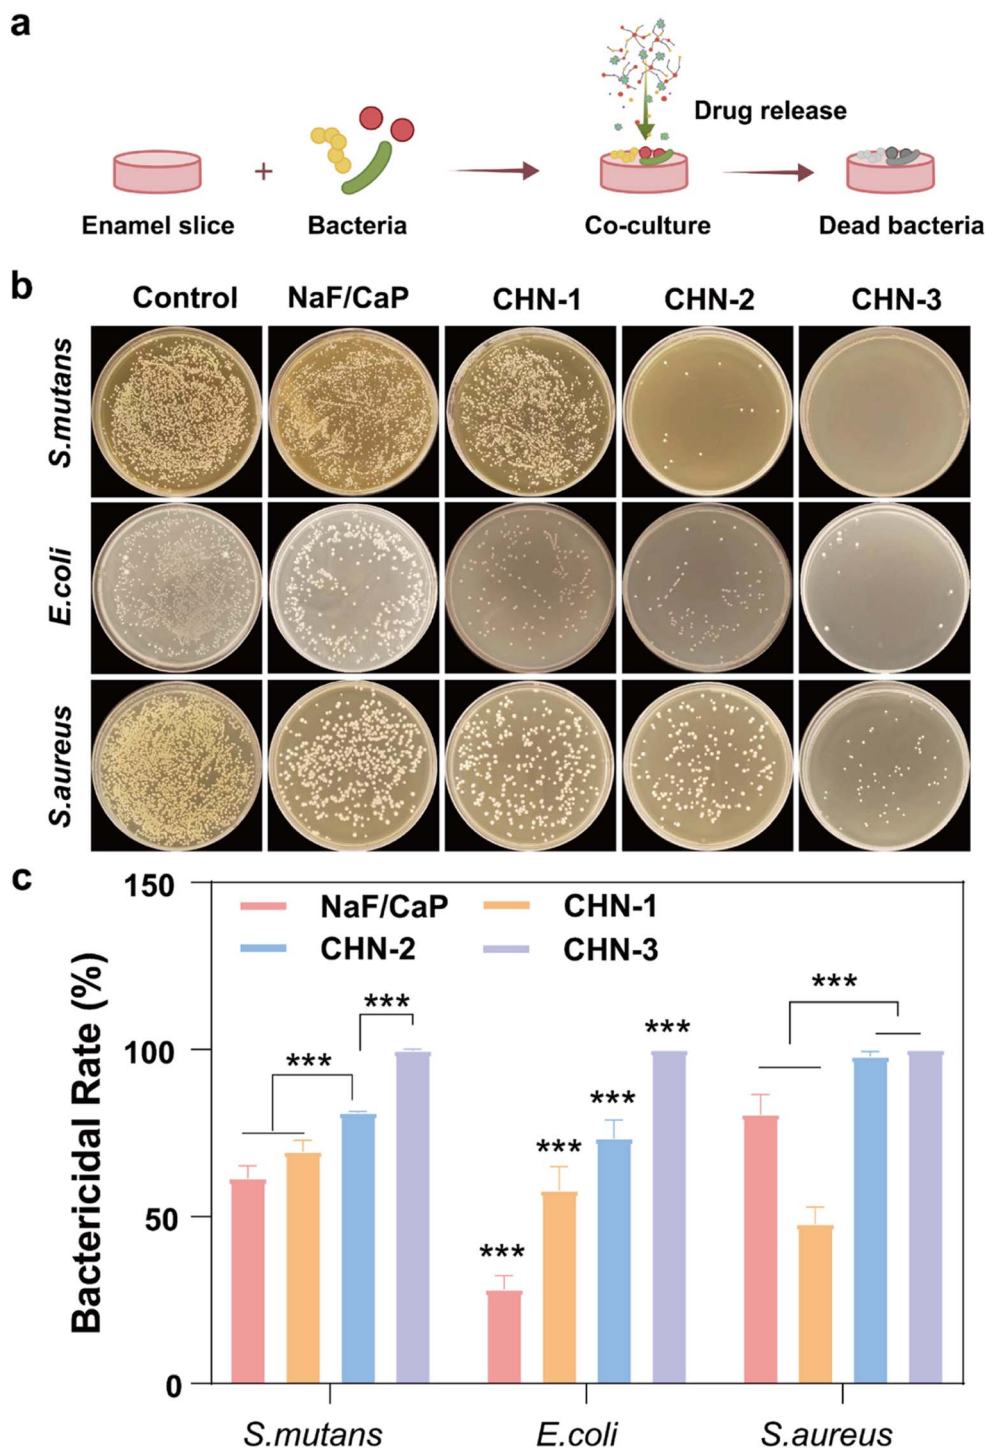 a
Drug release
Enamel slice
+
Bacteria
Co-culture
Dead bacteria
b
Control NaF/CaP CHN-1 CHN-2 CHN-3
S.mutans
E.coli
S.aureus
c
Bactericidal Rate (%)
150
100
50
0
NaF/CaP CHN-1
CHN-2 CHN-3
*** ***
*** *** *** ***
***
S.mutans E.coli S.aureus